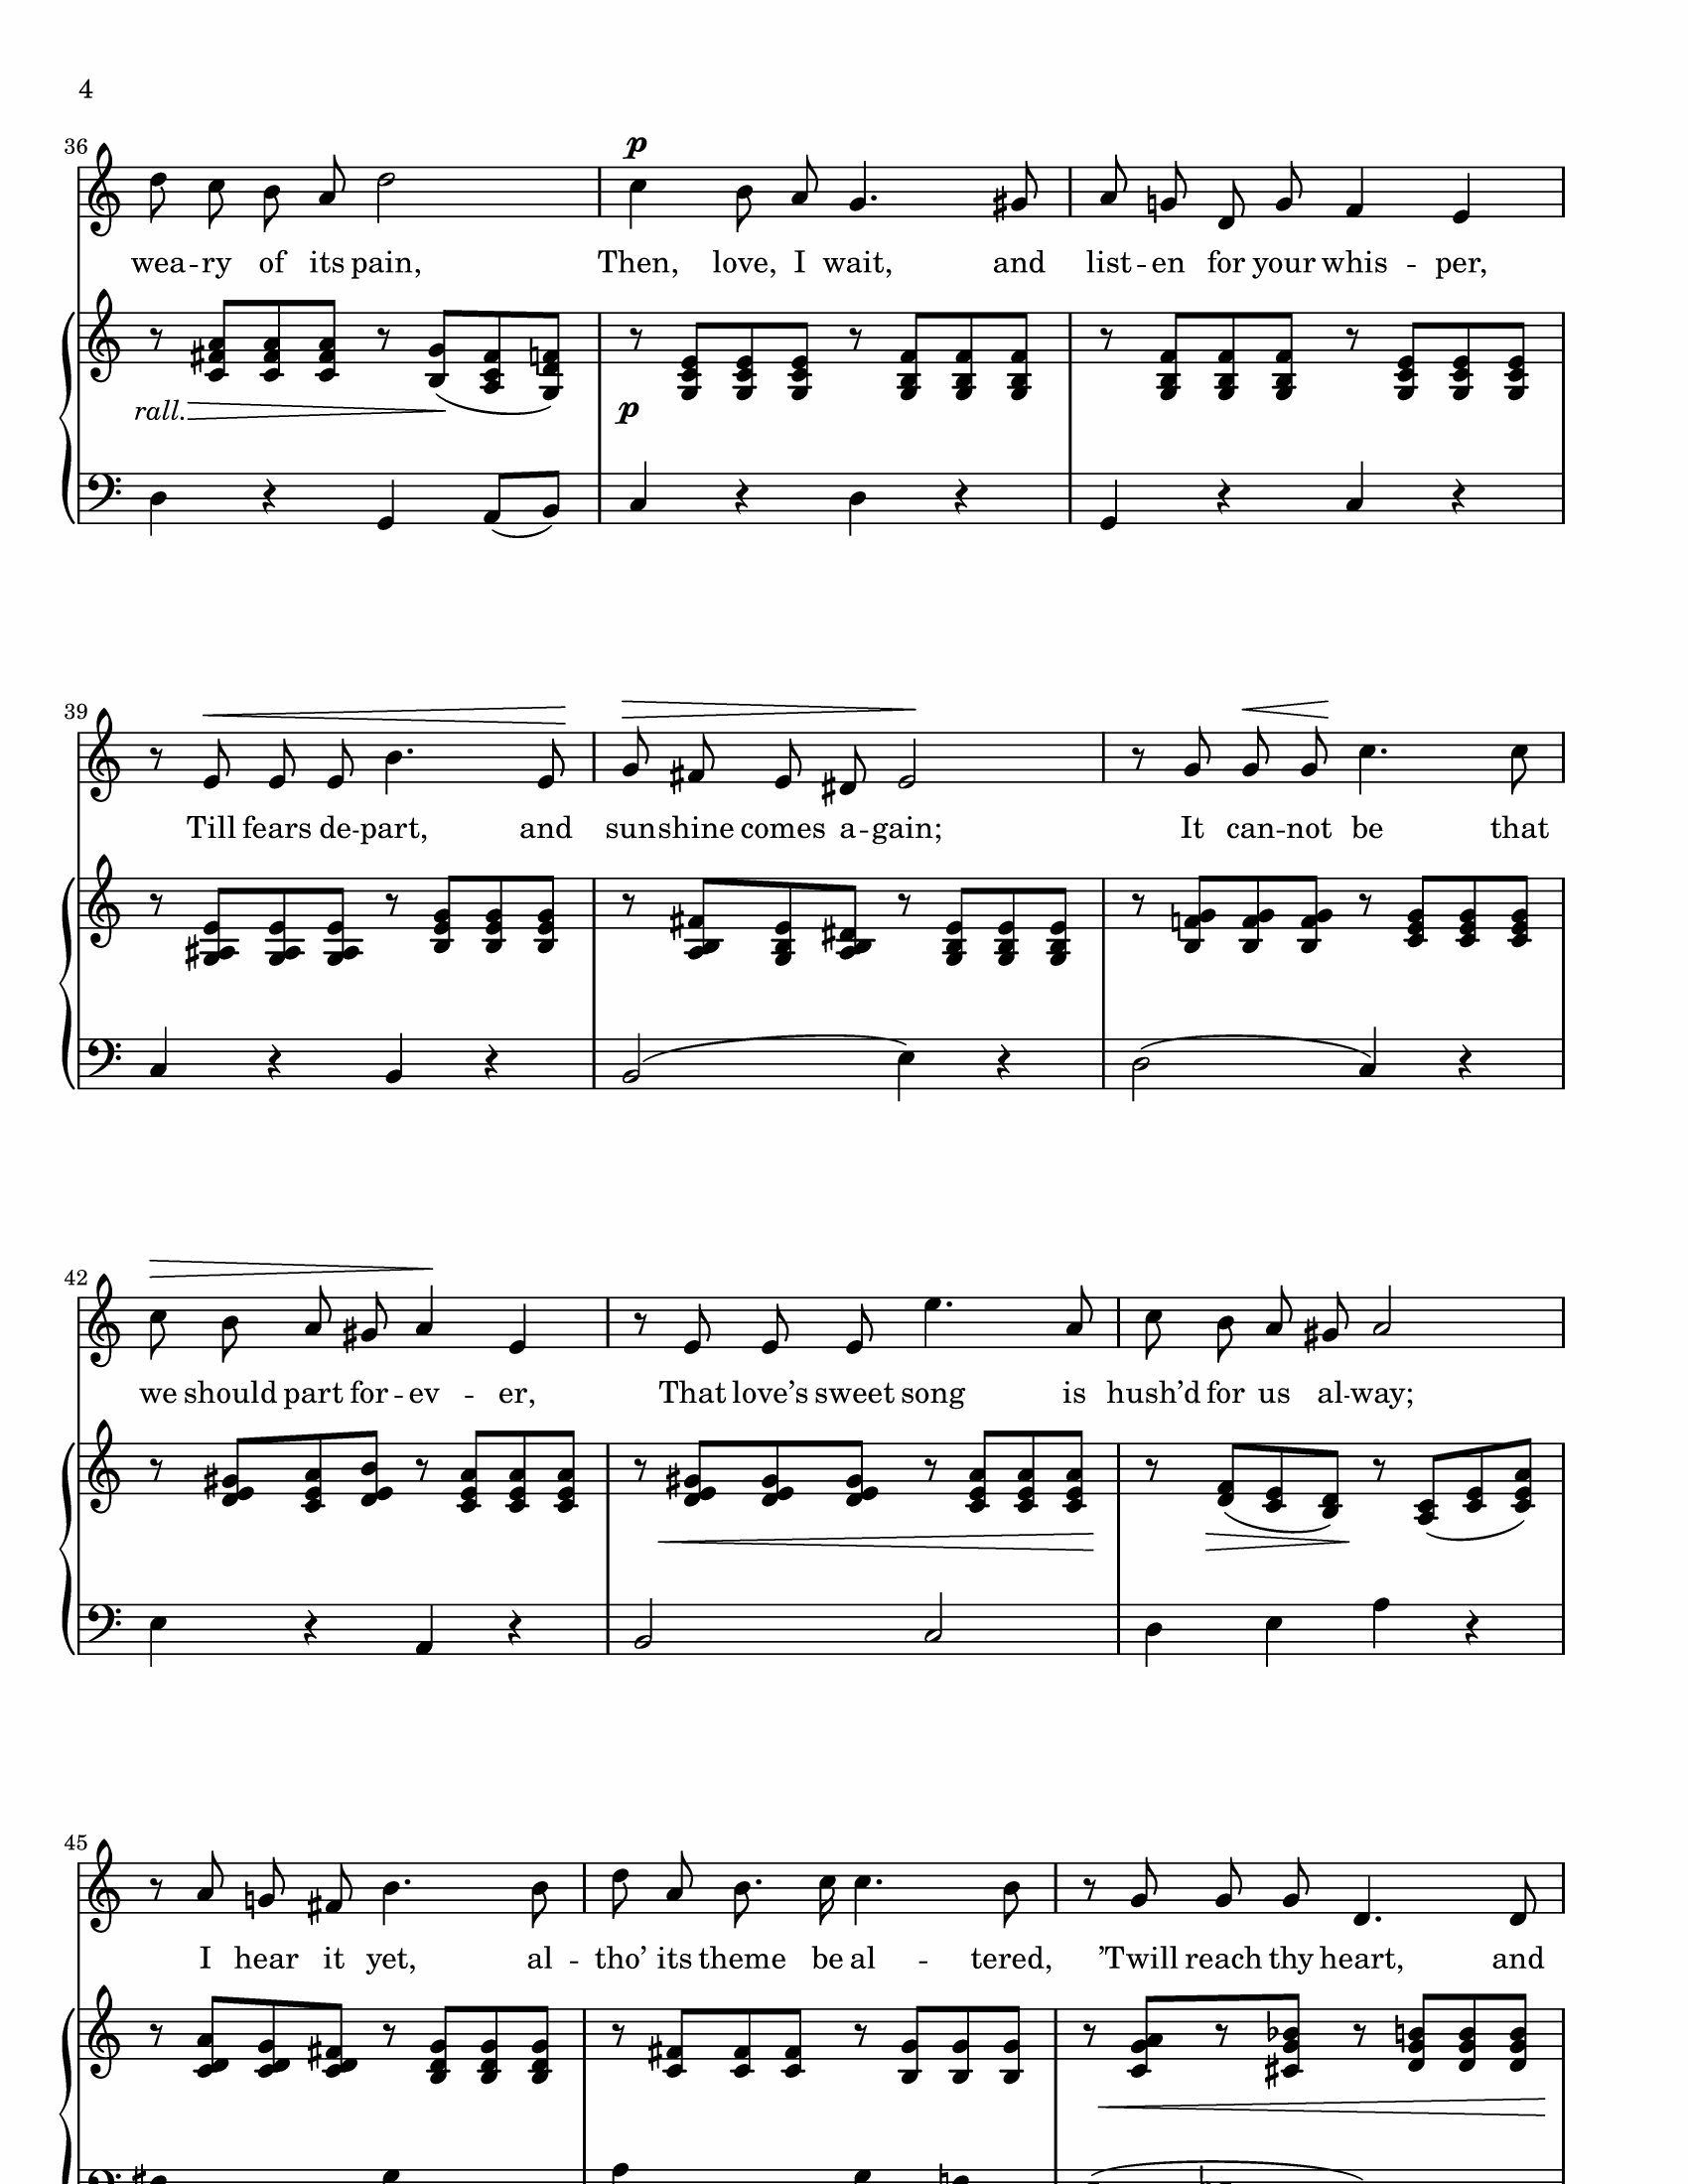 4
36
p
wea -- ry of its pain, Then, love, I wait, and list -- en for your whis -- per,
rall. p
39
Till fears de -- part, and sun -- shine comes a -- gain; It can -- not be that
42
we should part for -- ev -- er, That love’s sweet song is hush’d for us al -- way;
45
I hear it yet, al -- tho’ its theme be al -- tered, ’Twill reach thy heart, and